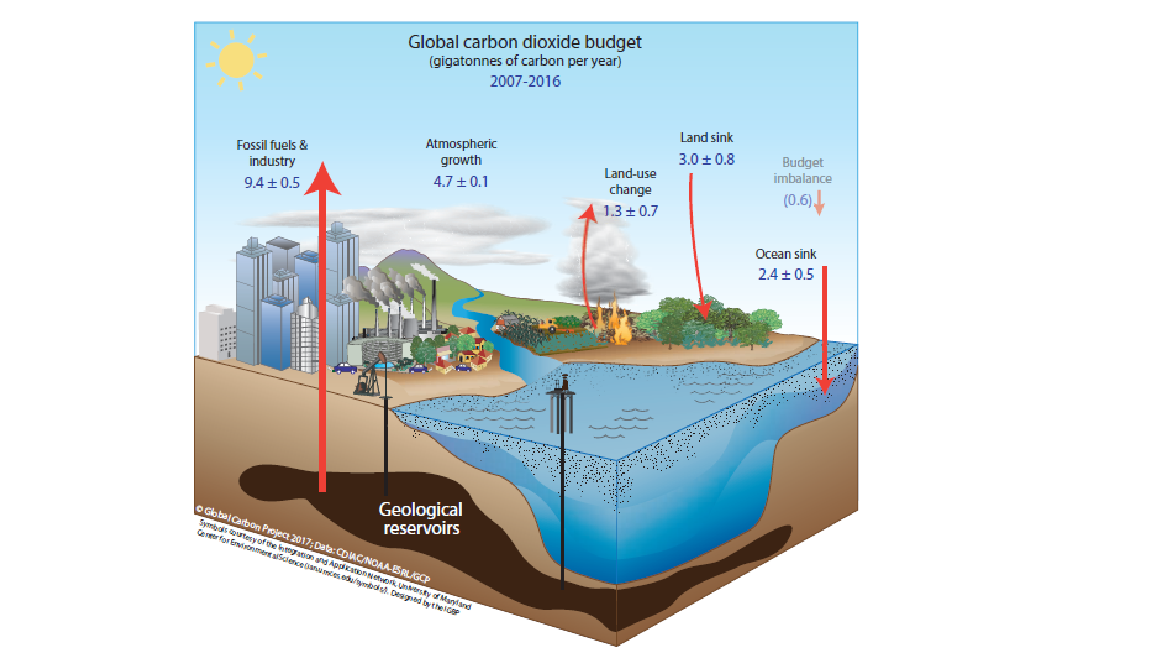 Global carbon dioxide budget
(gigatonnes of carbon per year)
2007-2016
Fossil fuels &
industry
9.4 ± 0.5
Atmospheric
growth
4.7 ± 0.1
Land-use
change
1.3 ± 0.7
Land sink
3.0 ± 0.8
Budget
imbalance
(0.6)
Ocean sink
2.4 ± 0.5
Geological
reservoirs
© Global Carbon Project 2017; Data: CDIAC/NOAA-ESRL/GCP
Symbols courtesy of the Integration and Application Network, University of Maryland
Center for Environmental Science (ian.umces.edu/symbols/). Designed by the IGBP